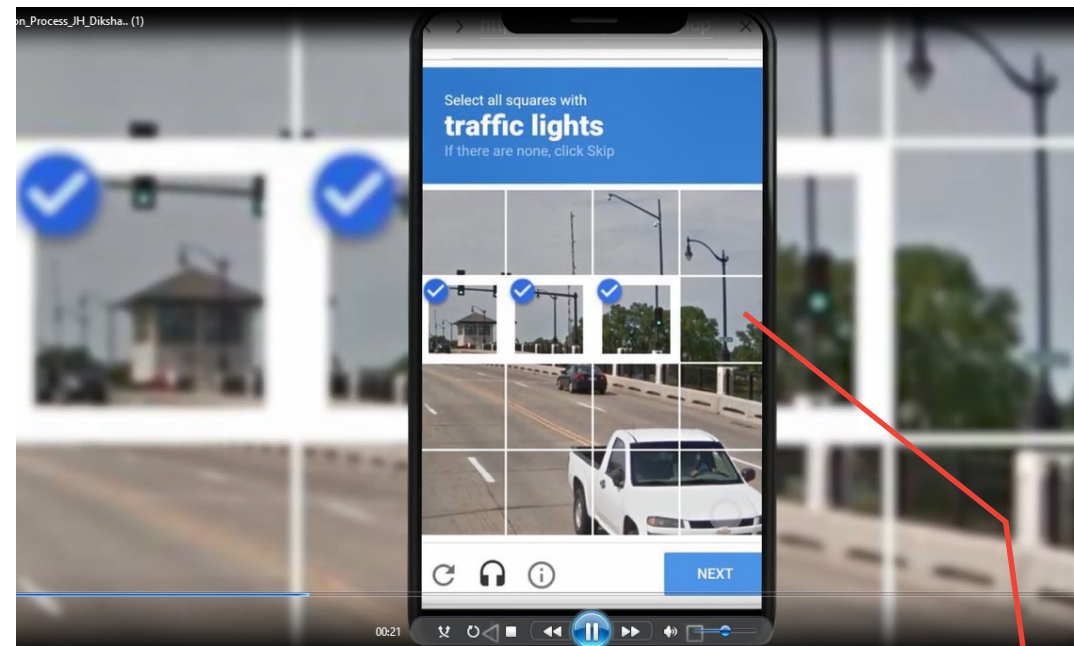 on_Process_JH_Diksha.. (1)
Select all squares with
traffic lights
If there are none, click Skip
NEXT
00:21